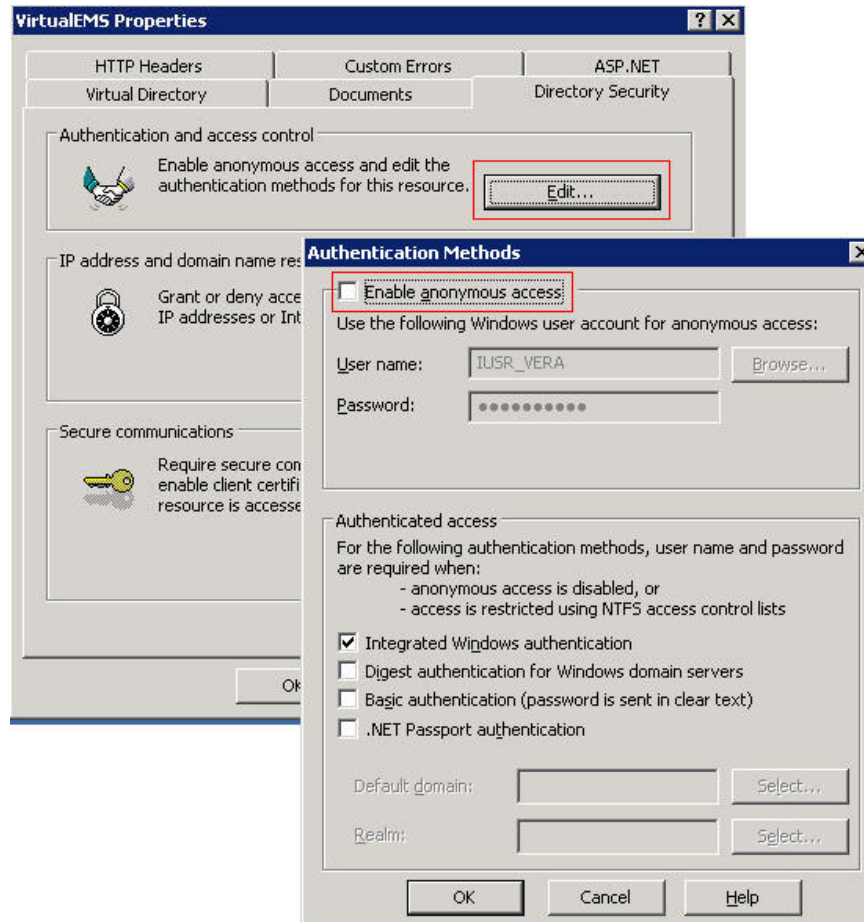 VirtualEMS Properties
HTTP Headers
Custom Errors
ASP.NET
Virtual Directory
Documents
Directory Security
Authentication and access control
Enable anonymous access and edit the
authentication methods for this resource.
Edit...
IP address and domain name res
Grant or deny acce
IP addresses or Int
Secure communications
Require secure con
enable client certifi
resource is accesse
OK
Authentication Methods
Enable anonymous access
Use the following Windows user account for anonymous access:
User name:
IUSR_VERA
Browse...
Password:
●●●●●●●●●●
Authenticated access
For the following authentication methods, user name and password
are required when:
- anonymous access is disabled, or
- access is restricted using NTFS access control lists
Integrated Windows authentication
Digest authentication for Windows domain servers
Basic authentication (password is sent in clear text)
.NET Passport authentication
Default domain:
Select...
Realm:
Select...
OK
Cancel
Help